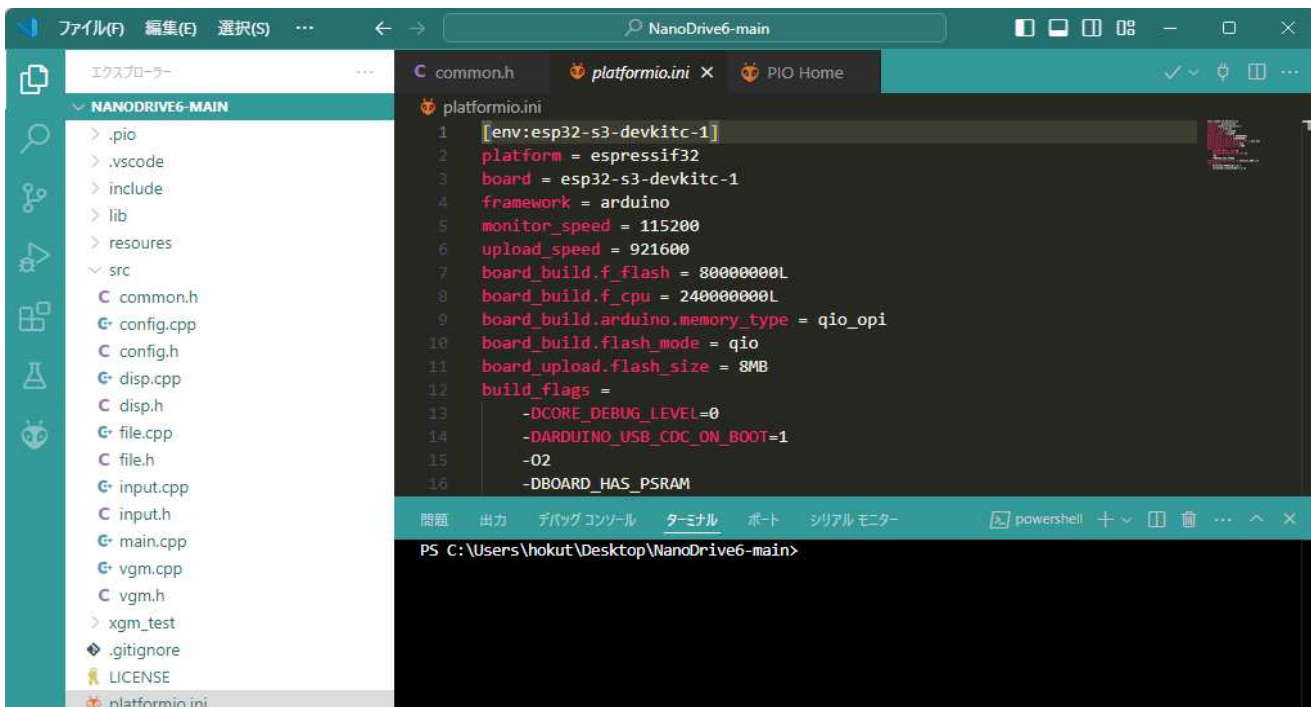 ファイル(F) 編集(E) 選択(S) ··· NanoDrive6-main
エクスプローラー ···
NANODRIVE6-MAIN
.pio
.vscode
include
lib
resoures
src
C common.h
config.cpp
C config.h
disp.cpp
C disp.h
file.cpp
C file.h
input.cpp
C input.h
main.cpp
vgm.cpp
C vgm.h
xgm_test
.gitignore
LICENSE
platformio.ini
C common.h platformio.ini PIO Home
platformio.ini
1 [env:esp32-s3-devkitc-1]
2 platform = espressif32
3 board = esp32-s3-devkitc-1
4 framework = arduino
5 monitor_speed = 115200
6 upload_speed = 921600
7 board_build.f_flash = 80000000L
8 board_build.f_cpu = 240000000L
9 board_build.arduino.memory_type = qio_opi
10 board_build.flash_mode = qio
11 board_upload.flash_size = 8MB
12 build_flags =
13 -DCORE_DEBUG_LEVEL=0
14 -DARDUINO_USB_CDC_ON_BOOT=1
15 -O2
16 -DBOARD_HAS_PSRAM
問題 出力 デバッグ コンソール ターミナル ポート シリアル モニター powershell
PS C:\Users\hokut\Desktop\NanoDrive6-main>